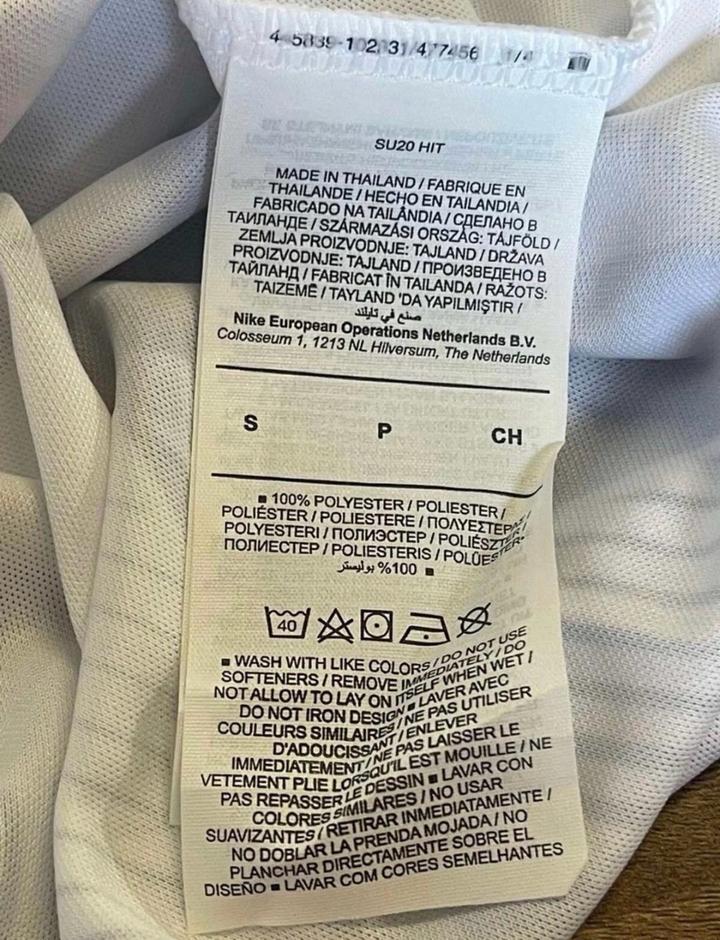 SU20 HIT
MADE IN THAILAND / FABRIQUE EN
THAILANDE / HECHO EN TAILANDIA /
FABRICADO NA TAILÂNDIA / СДЕЛАНО В
ТАИЛАНДЕ / SZÁRMAZÁSI ORSZÁG: TÁJFÖLD /
ZEMLJA PROIZVODNJE: TAJLAND / DRŽAVA
PROIZVODNJE: TAJLAND / ПРОИЗВЕДЕНО В
ТАЙЛАНД / FABRICAT ÎN TAILANDA / RAŽOTS:
TAIZEMĒ / TAYLAND 'DA YAPILMIŞTIR /
صنع في تايلند
Nike European Operations Netherlands B.V.
Colosseum 1, 1213 NL Hilversum, The Netherlands
S P CH
■ 100% POLYESTER / POLIESTER /
POLIÉSTER / POLIESTERE / ΠΟΛΥΕΣΤΕΡΑΣ /
POLYESTERI / ПОЛИЭСТЕР / POLIÉSZTER /
ПОЛИЕСТЕР / POLIESTERIS /
بوليستر %100 ■
40
■ WASH WITH LIKE COLORS / DO NOT USE
SOFTENERS / REMOVE IMMEDIATELY / DO
NOT ALLOW TO LAY ON ITSELF WHEN WET /
DO NOT IRON DESIGN ■ LAVER AVEC
COULEURS SIMILAIRES / NE PAS UTILISER
D'ADOUCISSANT / ENLEVER
IMMEDIATEMENT / NE PAS LAISSER LE
VETEMENT PLIE LORSQU'IL EST MOUILLE / NE
PAS REPASSER LE DESSIN ■ LAVAR CON
COLORES SIMILARES / NO USAR
SUAVIZANTES / RETIRAR INMEDIATAMENTE /
NO DOBLAR LA PRENDA MOJADA / NO
PLANCHAR DIRECTAMENTE SOBRE EL
DISEÑO ■ LAVAR COM CORES SEMELHANTES